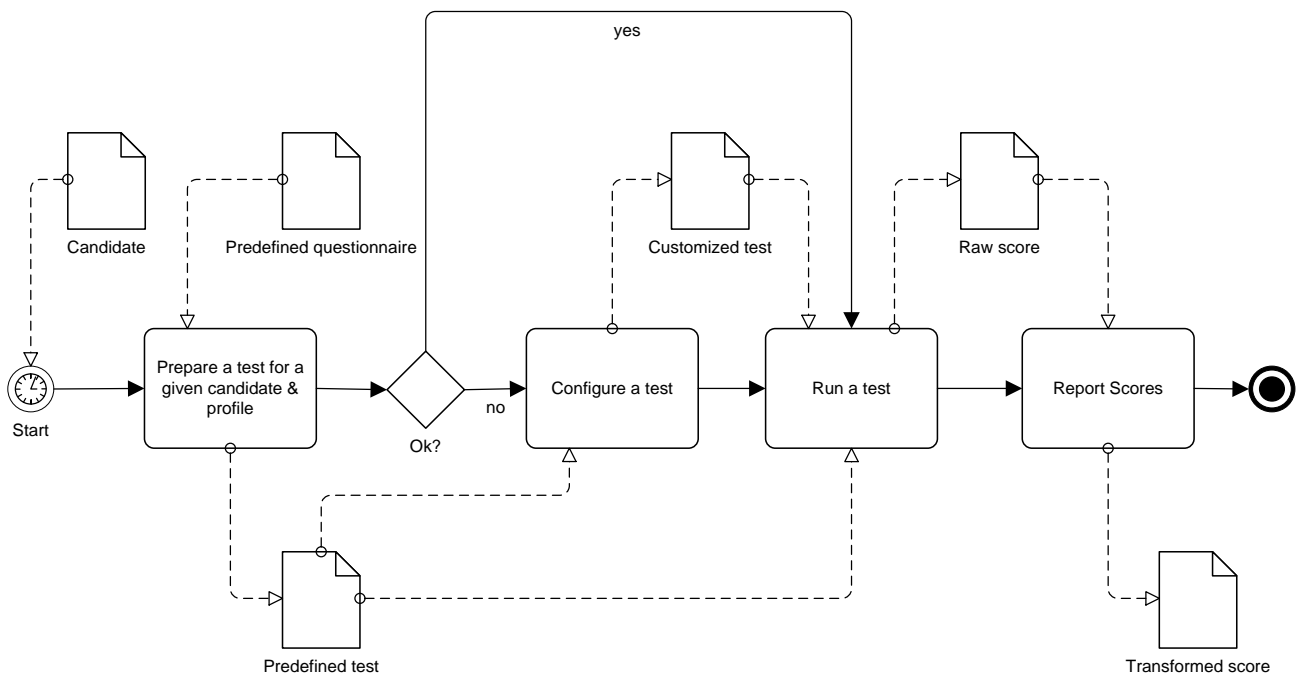 yes
Candidate
Predefined questionnaire
Customized test
Raw score
Prepare a test for a
given candidate &
profile
Configure a test
Run a test
Report Scores
no
Start
Ok?
Predefined test
Transformed score